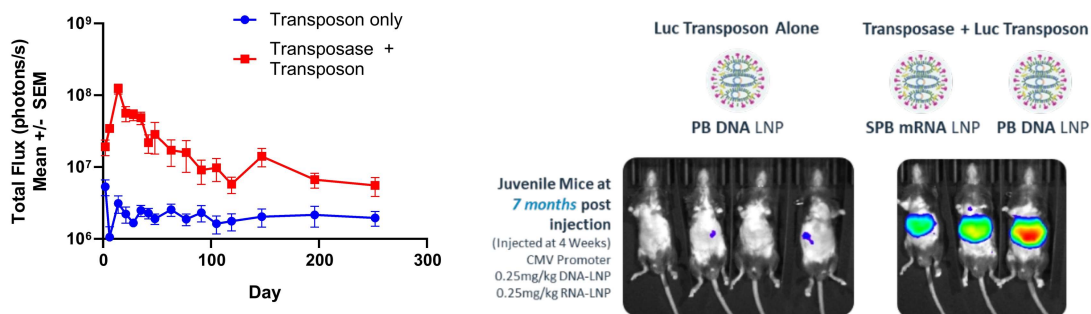 Total Flux (photons/s)
Mean +/- SEM
10⁹
10⁸
10⁷
10⁶
0
100
200
300
Day
Transposon only
Transposase +
Transposon
Luc Transposon Alone
PB DNA LNP
Transposase + Luc Transposon
SPB mRNA LNP
PB DNA LNP
Juvenile Mice at
7 months post
injection
(Injected at 4 Weeks)
CMV Promoter
0.25mg/kg DNA-LNP
0.25mg/kg RNA-LNP